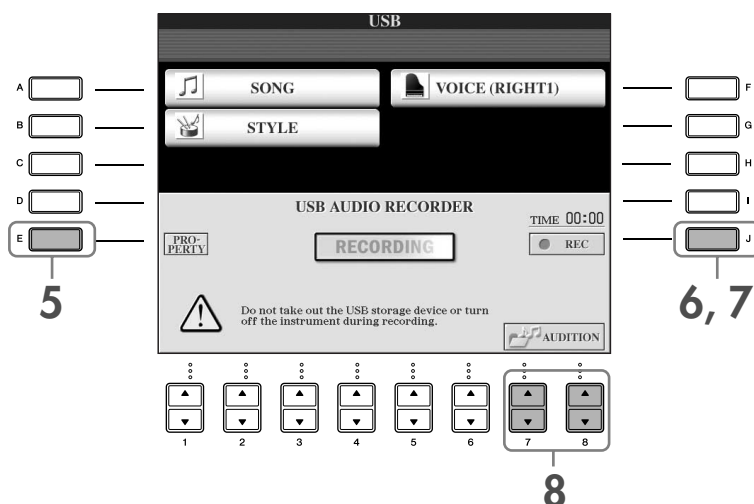 USB
SONG
VOICE (RIGHT1)
STYLE
A
B
C
D
E
F
G
H
I
J
USB AUDIO RECORDER
TIME 00:00
PRO-
PERTY
RECORDING
REC
Do not take out the USB storage device or turn
off the instrument during recording.
AUDITION
5
6, 7
1 2 3 4 5 6 7 8
8